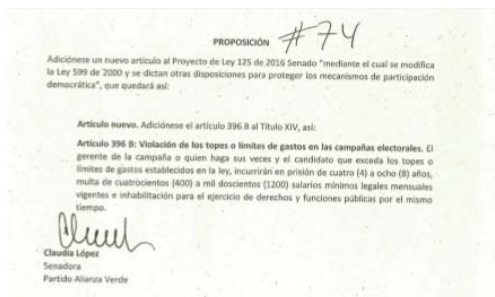 PROPOSICIÓN #74
Adiciónese un nuevo artículo al Proyecto de Ley 125 de 2016 Senado "mediante el cual se modifica
la Ley 599 de 2000 y se dictan otras disposiciones para proteger los mecanismos de participación
democrática", que quedará así:
Artículo nuevo. Adiciónese el artículo 396 B al Título XIV, así:
Artículo 396 B: Violación de los topes o límites de gastos en las campañas electorales. El
gerente de la campaña o quien haga sus veces y el candidato que exceda los topes o
límites de gastos establecidos en la ley, incurrirán en prisión de cuatro (4) a ocho (8) años,
multa de cuatrocientos (400) a mil doscientos (1200) salarios mínimos legales mensuales
vigentes e inhabilitación para el ejercicio de derechos y funciones públicas por el mismo
tiempo.
Claudia López
Senadora
Partido Alianza Verde